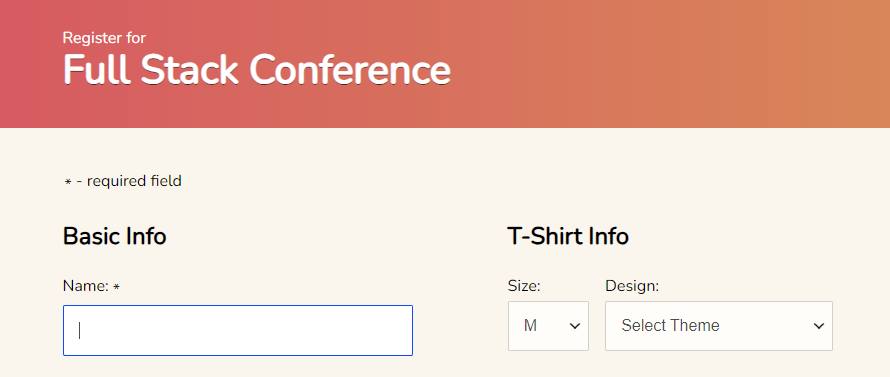 Register for
Full Stack Conference
* - required field
Basic Info
Name: *
T-Shirt Info
Size:
Design:
M
Select Theme